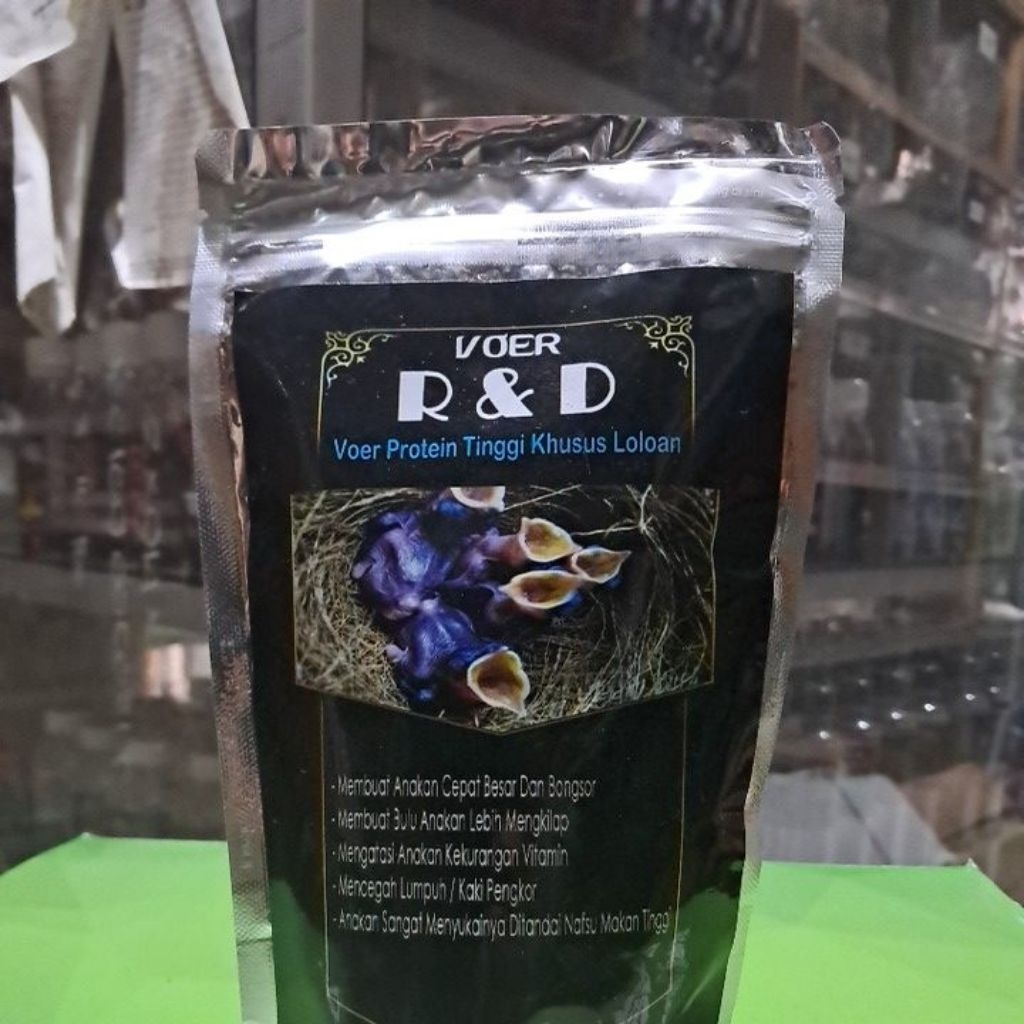 VOER
R & D
Voer Protein Tinggi Khusus Loloan
- Membuat Anakan Cepat Besar Dan Bongsor
- Membuat Bulu Anakan Lebih Mengkilap
- Mengatasi Anakan Kekurangan Vitamin
- Mencegah Lumpuh / Kaki Pengkor
- Anakan Sangat Menyukainya Ditandai Nafsu Makan Tinggi